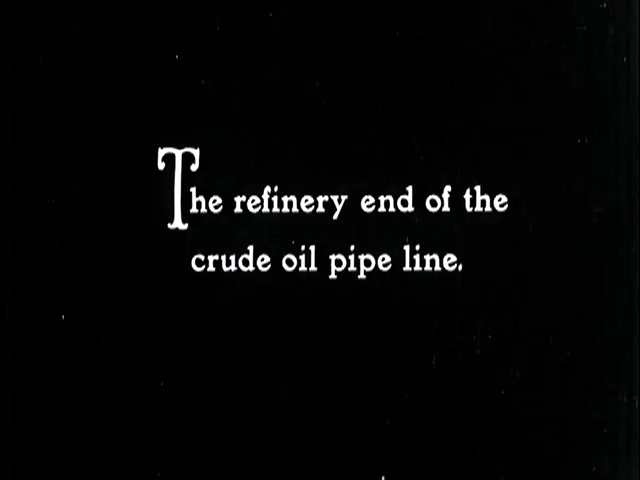 The refinery end of the
crude oil pipe line.